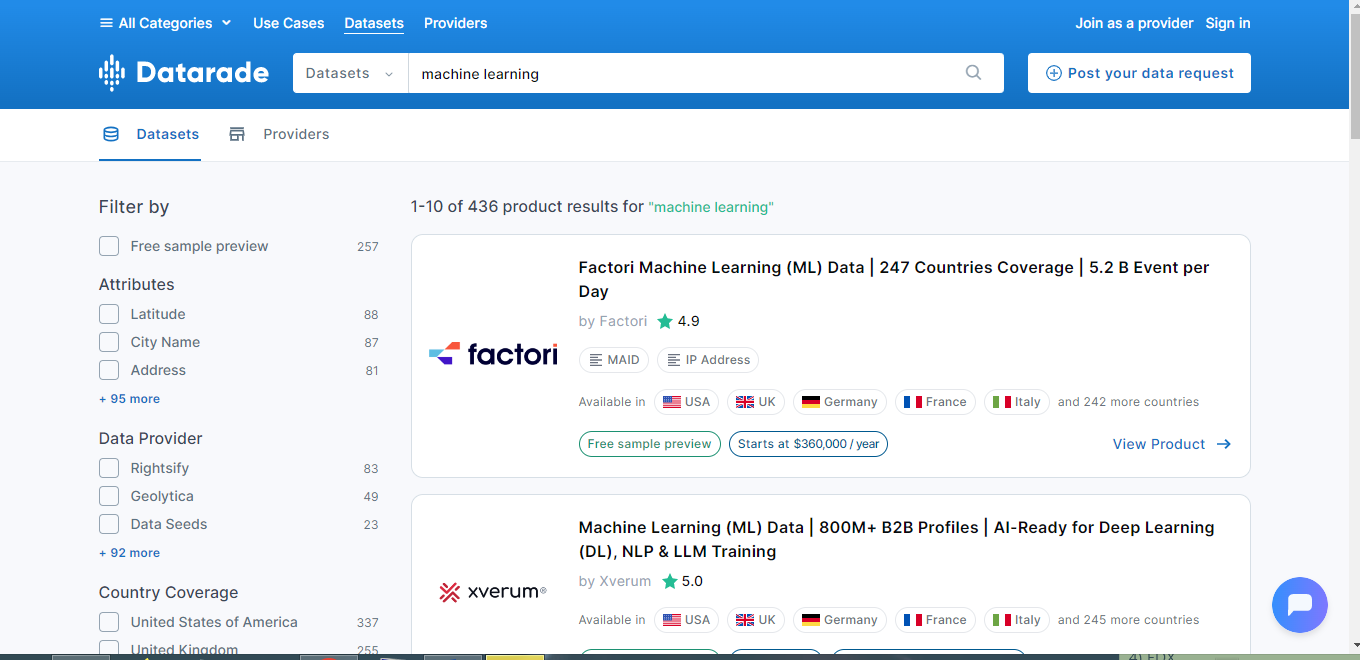 All Categories Use Cases Datasets Providers Join as a provider Sign in
Datarade Datasets machine learning Post your data request
Datasets Providers
Filter by
Free sample preview 257
Attributes
Latitude 88
City Name 87
Address 81
+ 95 more
Data Provider
Rightsify 83
Geolytica 49
Data Seeds 23
+ 92 more
Country Coverage
United States of America 337
United Kingdom 255
1-10 of 436 product results for "machine learning"
factori
Factori Machine Learning (ML) Data | 247 Countries Coverage | 5.2 B Event per
Day
by Factori 4.9
MAID IP Address
Available in USA UK Germany France Italy and 242 more countries
Free sample preview Starts at $360,000 / year View Product
xverum®
Machine Learning (ML) Data | 800M+ B2B Profiles | AI-Ready for Deep Learning
(DL), NLP & LLM Training
by Xverum 5.0
Available in USA UK Germany France Italy and 245 more countries